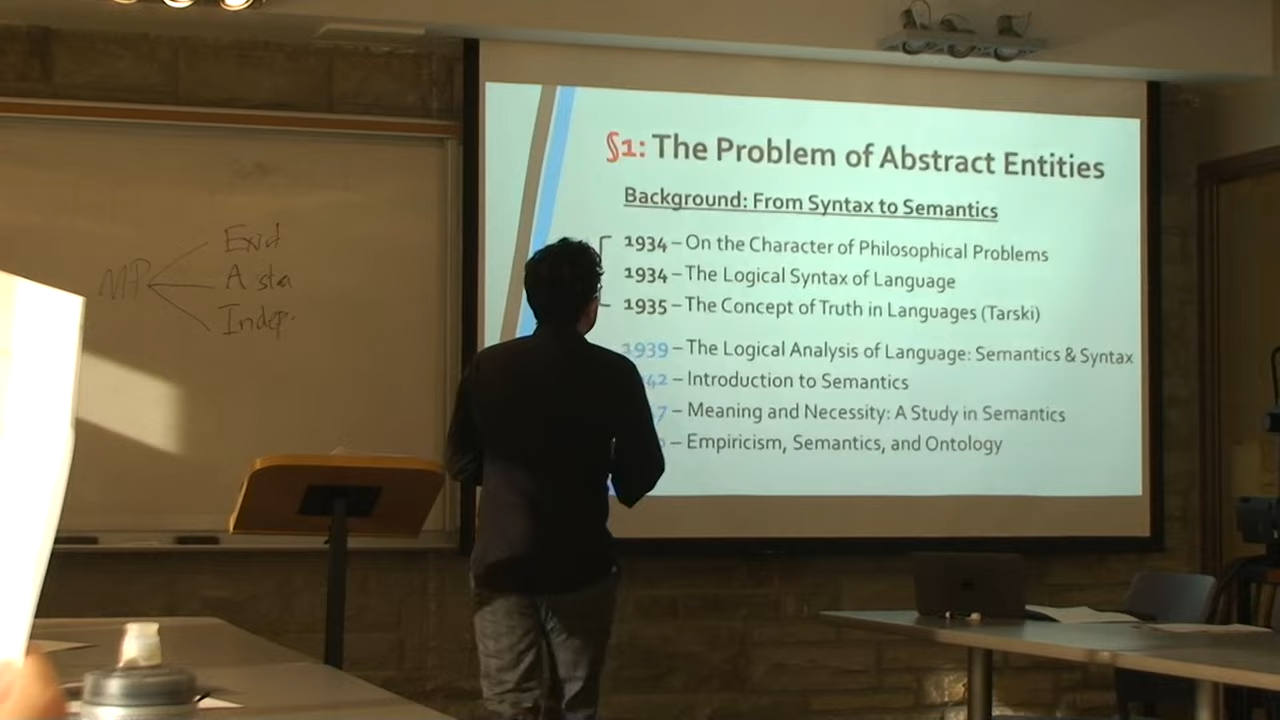 MP
Exist
Absta
Indep.
§1: The Problem of Abstract Entities
Background: From Syntax to Semantics
1934 – On the Character of Philosophical Problems
1934 – The Logical Syntax of Language
1935 – The Concept of Truth in Languages (Tarski)
1939 – The Logical Analysis of Language: Semantics & Syntax
42 – Introduction to Semantics
7 – Meaning and Necessity: A Study in Semantics
– Empiricism, Semantics, and Ontology